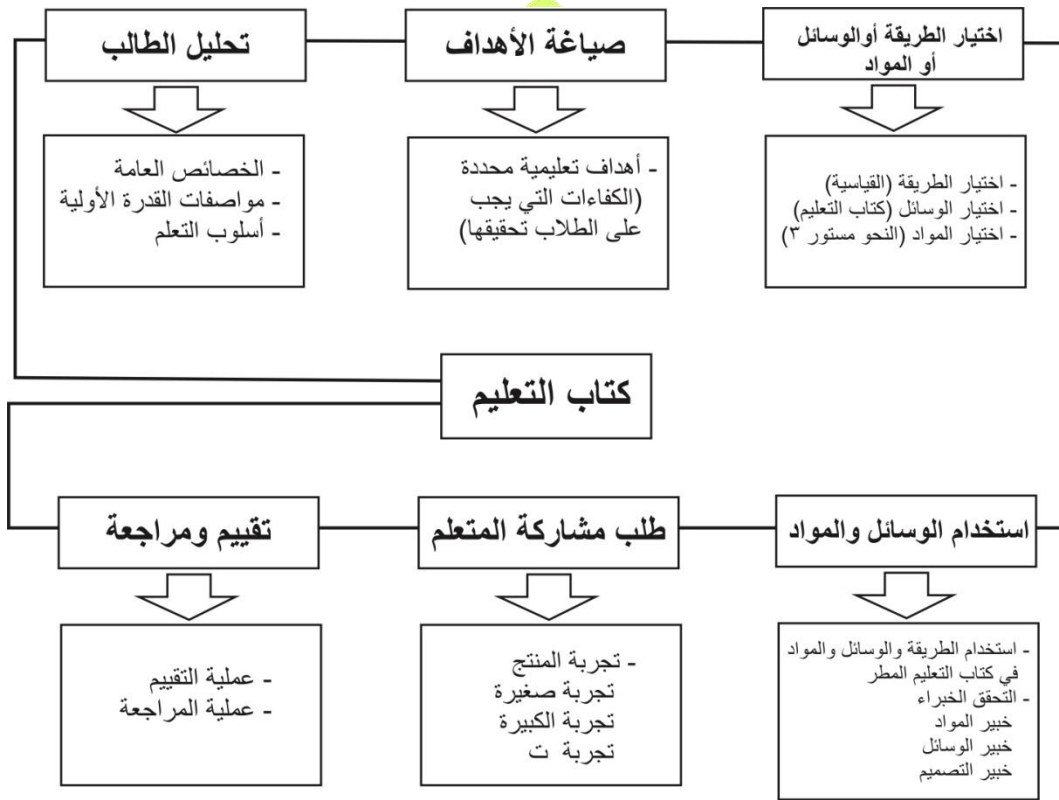 تحليل الطالب
- الخصائص العامة
- مواصفات القدرة الأولية
- أسلوب التعلم
صياغة الأهداف
- أهداف تعليمية محددة
(الكفاءات التي يجب
على الطلاب تحقيقها)
اختيار الطريقة أوالوسائل
أو المواد
- اختيار الطريقة (القياسية)
- اختيار الوسائل (كتاب التعليم)
- اختيار المواد (النحو مستور ٣)
كتاب التعليم
استخدام الوسائل والمواد
- استخدام الطريقة والوسائل والمواد
في كتاب التعليم المطر
- التحقق الخبراء
خبير المواد
خبير الوسائل
خبير التصميم
طلب مشاركة المتعلم
- تجربة المنتج
تجربة صغيرة
تجربة الكبيرة
تجربة ت
تقييم ومراجعة
- عملية التقييم
- عملية المراجعة